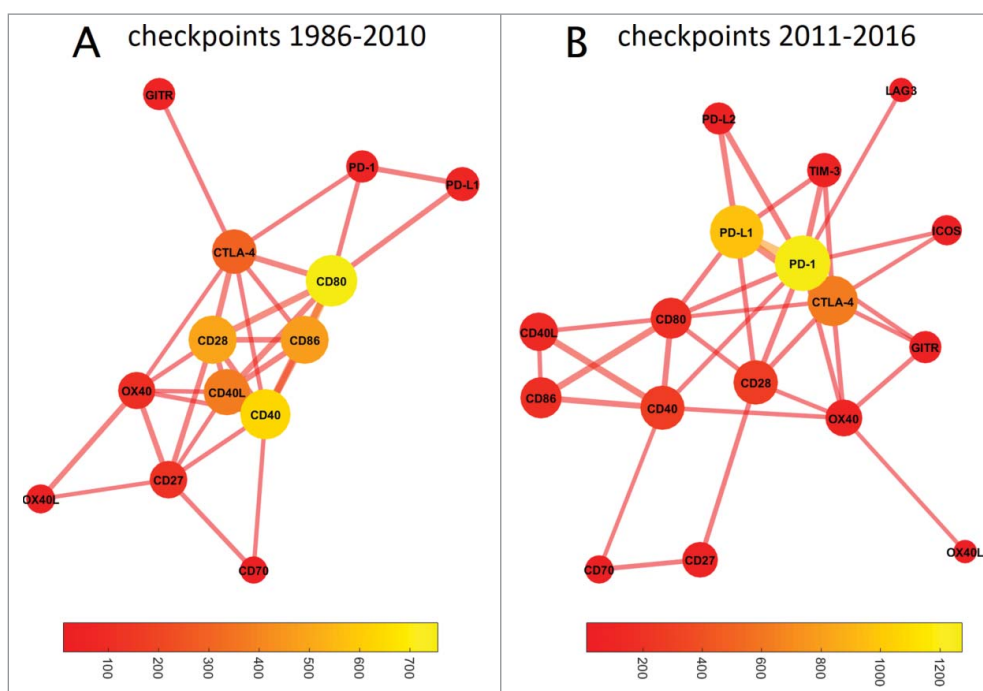 A checkpoints 1986-2010
GITR
PD-1
PD-L1
CTLA-4
CD80
CD28
CD86
OX40
CD40L
CD40
CD27
OX40L
CD70
100 200 300 400 500 600 700
B checkpoints 2011-2016
LAG3
PD-L2
TIM-3
PD-L1
ICOS
PD-1
CTLA-4
CD80
CD40L
GITR
CD28
CD86
CD40
OX40
OX40L
CD27
CD70
200 400 600 800 1000 1200